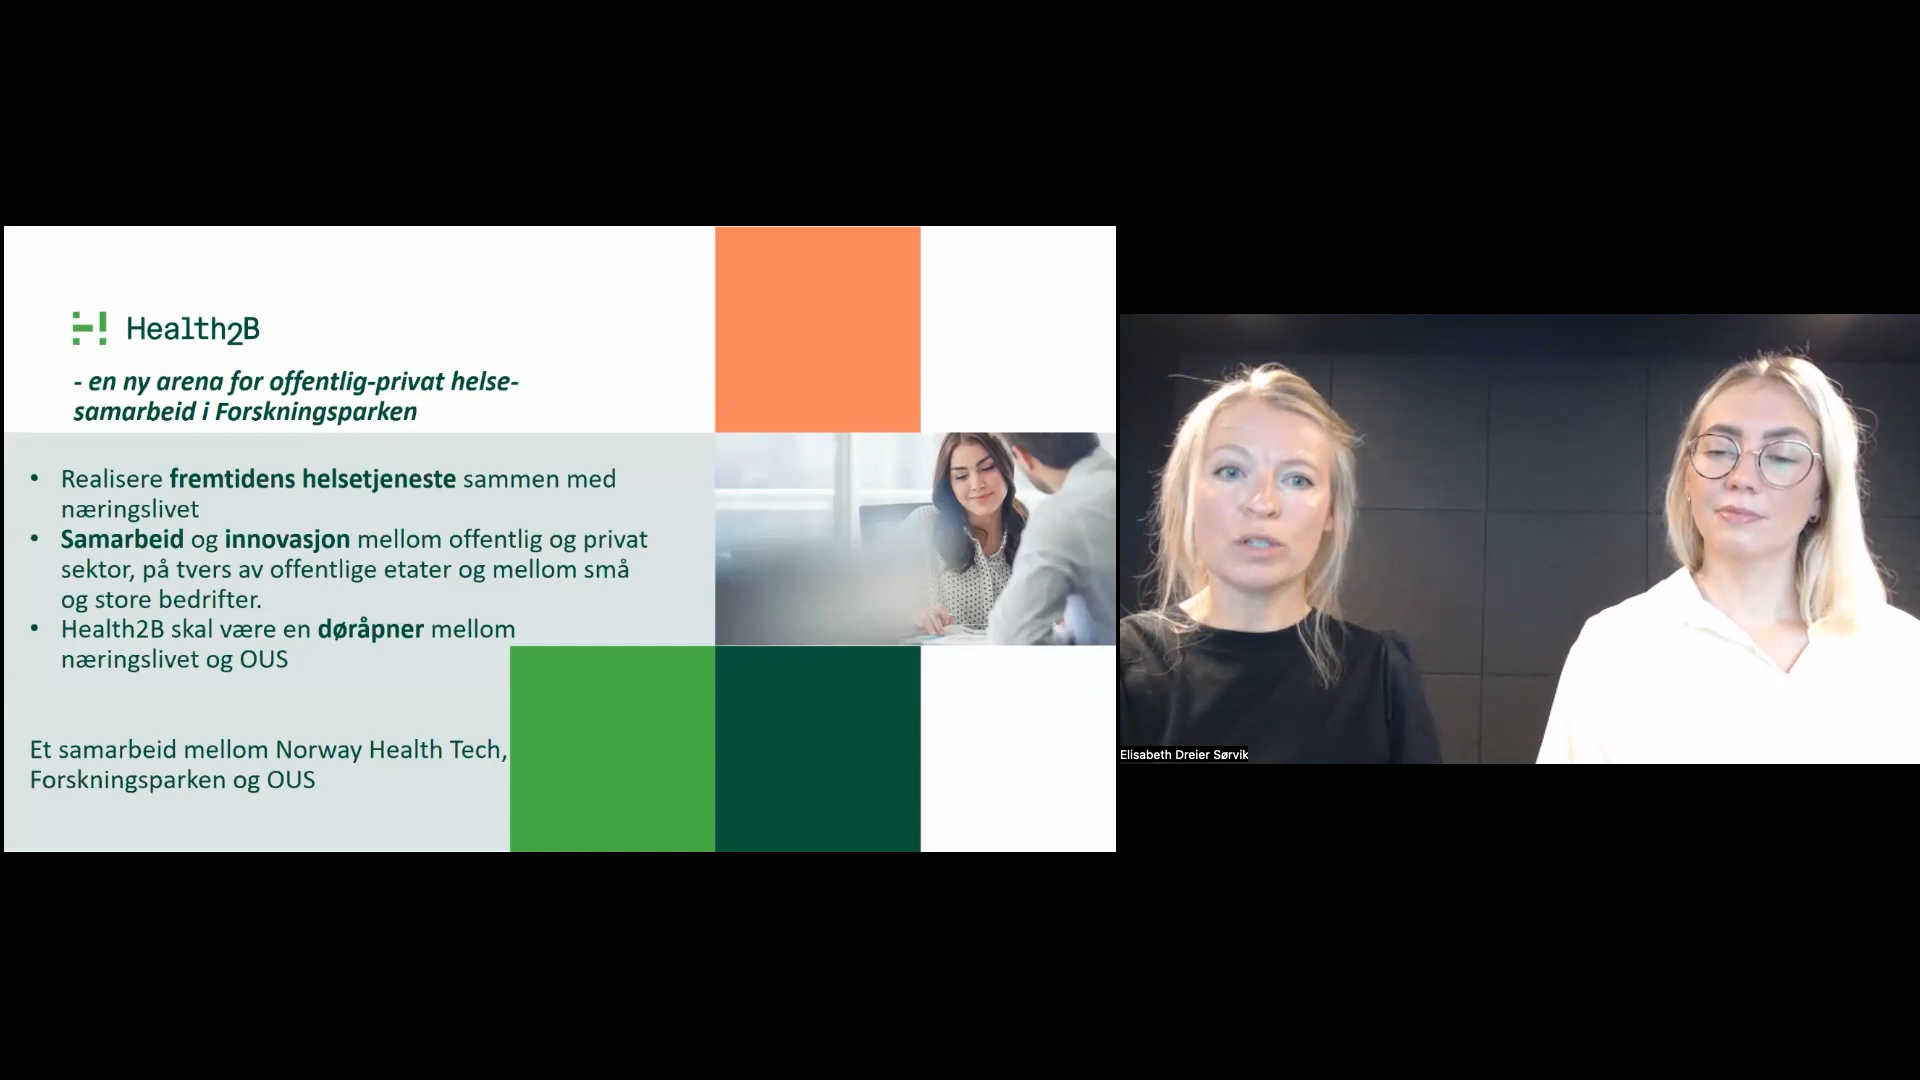 Health2B
- en ny arena for offentlig-privat helse-
samarbeid i Forskningsparken
• Realisere fremtidens helsetjeneste sammen med
næringslivet
• Samarbeid og innovasjon mellom offentlig og privat
sektor, på tvers av offentlige etater og mellom små
og store bedrifter.
• Health2B skal være en døråpner mellom
næringslivet og OUS
Et samarbeid mellom Norway Health Tech,
Forskningsparken og OUS
Elisabeth Dreier Sørvik